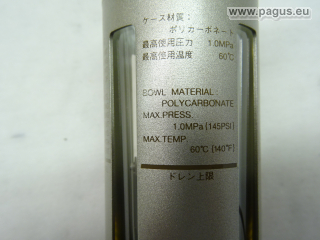 www.pagus.eu
ケース材質:
ポリカーボネート
最高使用圧力 1.0MPa
最高使用温度 60℃
BOWL MATERIAL:
POLYCARBONATE
MAX.PRESS.
1.0MPa(145PSI)
MAX.TEMP.
60℃(140°F)
ドレン上限